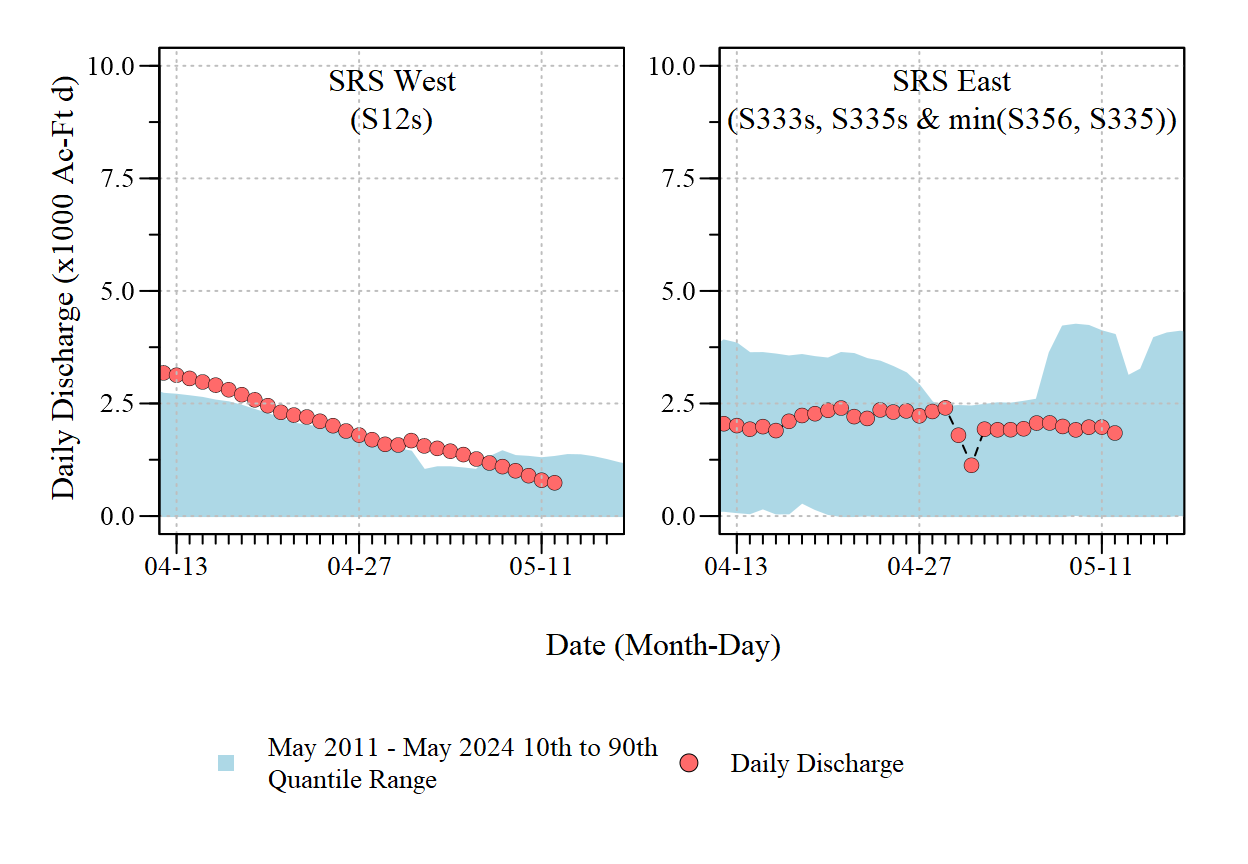 SRS West
(S12s)
SRS East
(S333s, S335s & min(S356, S335))
Daily Discharge (x1000 Ac-Ft d)
10.0
7.5
5.0
2.5
0.0
10.0
7.5
5.0
2.5
0.0
04-13
04-27
05-11
04-13
04-27
05-11
Date (Month-Day)
May 2011 - May 2024 10th to 90th
Quantile Range
Daily Discharge